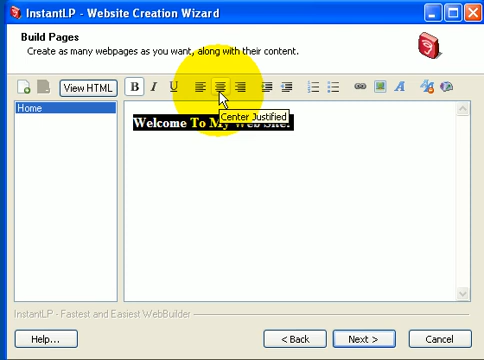 InstantLP - Website Creation Wizard
Build Pages
Create as many webpages as you want, along with their content.
View HTML B I U A
Home
Welcome To My Web Site!
Center Justified
InstantLP - Fastest and Easiest WebBuilder
Help... < Back Next > Cancel